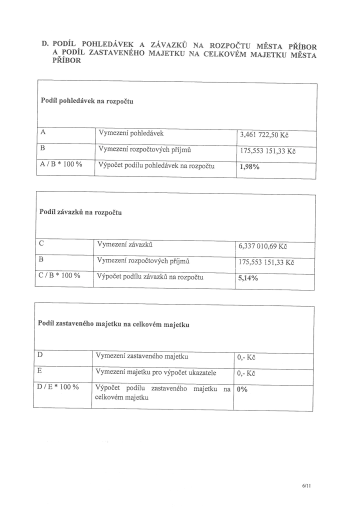 D. PODÍL POHLEDÁVEK A ZÁVAZKŮ NA ROZPOČTU MĚSTA PŘÍBOR
A PODÍL ZASTAVENÉHO MAJETKU NA CELKOVÉM MAJETKU MĚSTA
PŘÍBOR
Podíl pohledávek na rozpočtu
A Vymezení pohledávek 3,461 722,50 Kč
B Vymezení rozpočtových příjmů 175,553 151,33 Kč
A / B * 100 % Výpočet podílu pohledávek na rozpočtu 1,98%
Podíl závazků na rozpočtu
C Vymezení závazků 6,337 010,69 Kč
B Vymezení rozpočtových příjmů 175,553 151,33 Kč
C / B * 100 % Výpočet podílu závazků na rozpočtu 5,14%
Podíl zastaveného majetku na celkovém majetku
D Vymezení zastaveného majetku 0,- Kč
E Vymezení majetku pro výpočet ukazatele 0,- Kč
D / E * 100 % Výpočet podílu zastaveného majetku na 0%
celkovém majetku
6/11